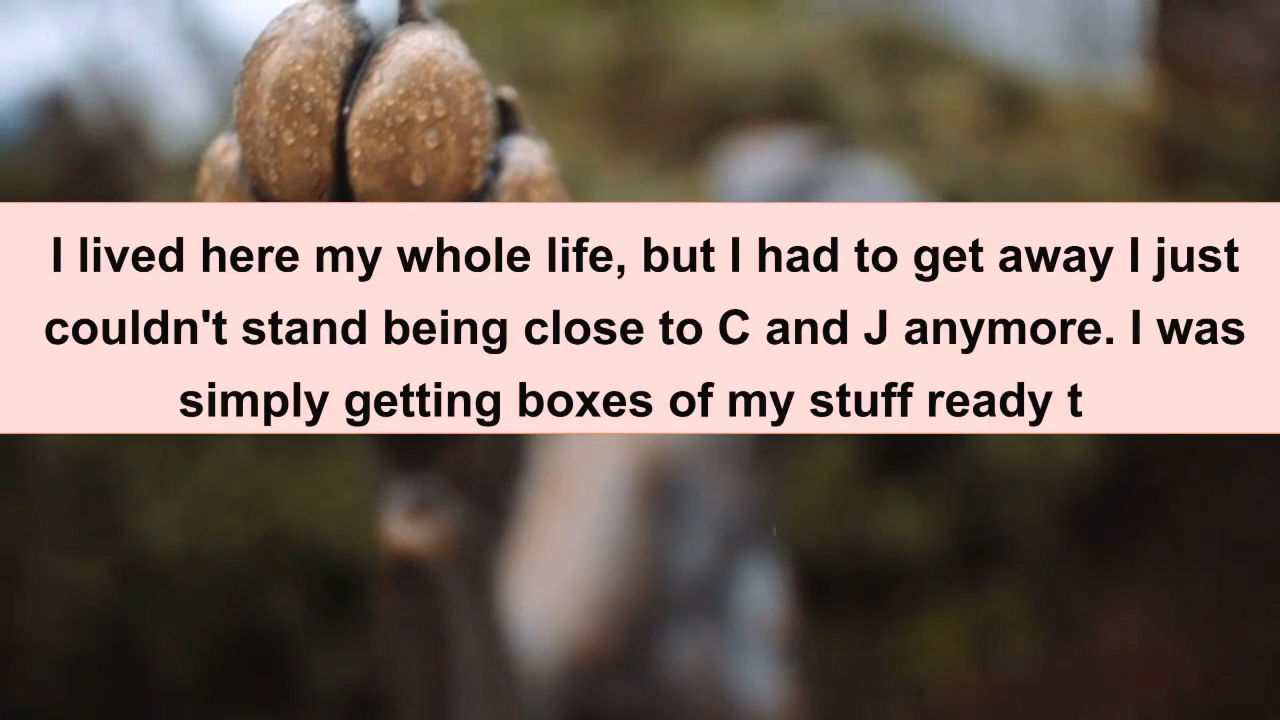 I lived here my whole life, but I had to get away I just
couldn't stand being close to C and J anymore. I was
simply getting boxes of my stuff ready t